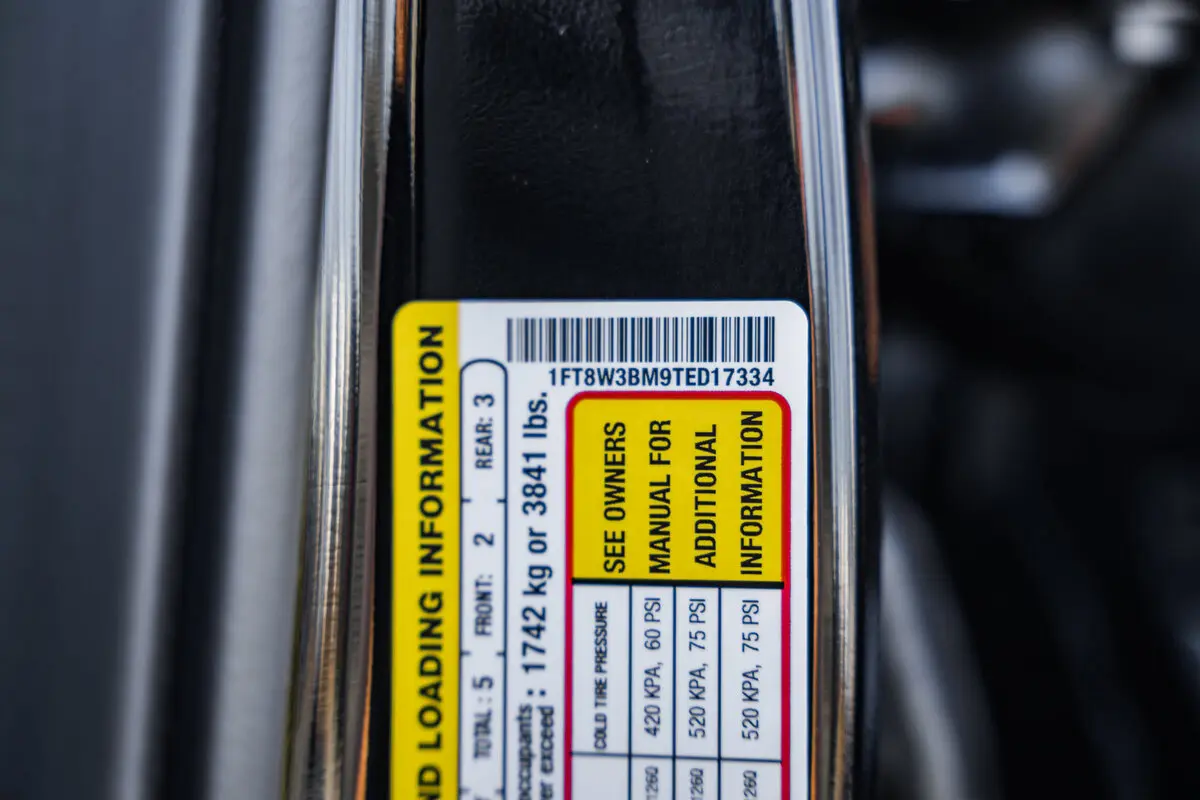 1FT8W3BM9TED17334
ND LOADING INFORMATION
TOTAL : 5 FRONT: 2 REAR: 3
occupants : 1742 kg or 3841 lbs.
er exceed
SEE OWNERS
MANUAL FOR
ADDITIONAL
INFORMATION
COLD TIRE PRESSURE
1260 420 KPA, 60 PSI
1260 520 KPA, 75 PSI
1260 520 KPA, 75 PSI